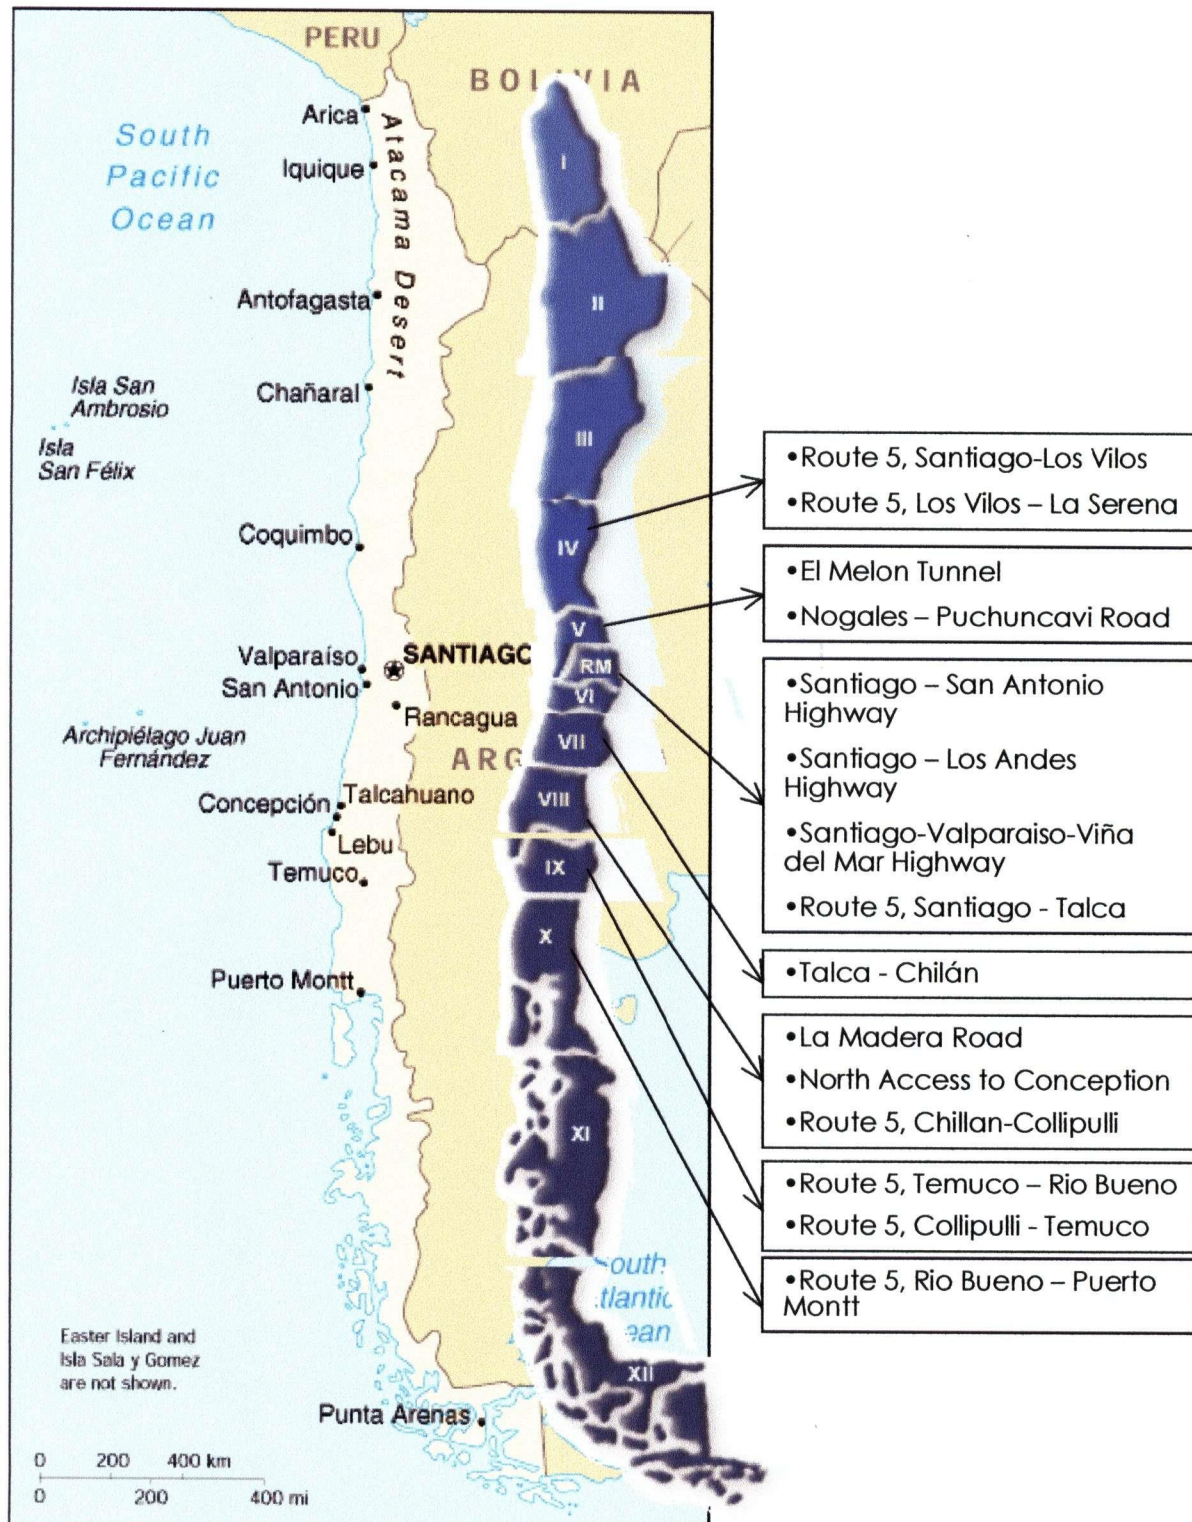 PERU
BOLIVIA
Arica
Atacama Desert
South
Pacific
Ocean
Iquique
I
Antofagasta
II
Chañaral
Isla San
Ambrosio
Isla
San Félix
III
•Route 5, Santiago-Los Vilos
•Route 5, Los Vilos – La Serena
Coquimbo
IV
•El Melon Tunnel
•Nogales – Puchuncavi Road
V
Valparaíso
SANTIAGO
RM
San Antonio
VI
Rancagua
•Santiago – San Antonio
Highway
•Santiago – Los Andes
Highway
•Santiago-Valparaiso-Viña
del Mar Highway
•Route 5, Santiago - Talca
Archipiélago Juan
Fernández
ARG
VII
Concepción
Talcahuano
VIII
Lebu
Temuco
IX
X
•Talca - Chilán
Puerto Montt
•La Madera Road
•North Access to Conception
•Route 5, Chillan-Collipulli
XI
•Route 5, Temuco – Rio Bueno
•Route 5, Collipulli - Temuco
•Route 5, Rio Bueno – Puerto
Montt
outh
tlantic
ean
Easter Island and
Isla Sala y Gomez
are not shown.
XII
Punta Arenas
0 200 400 km
0 200 400 mi